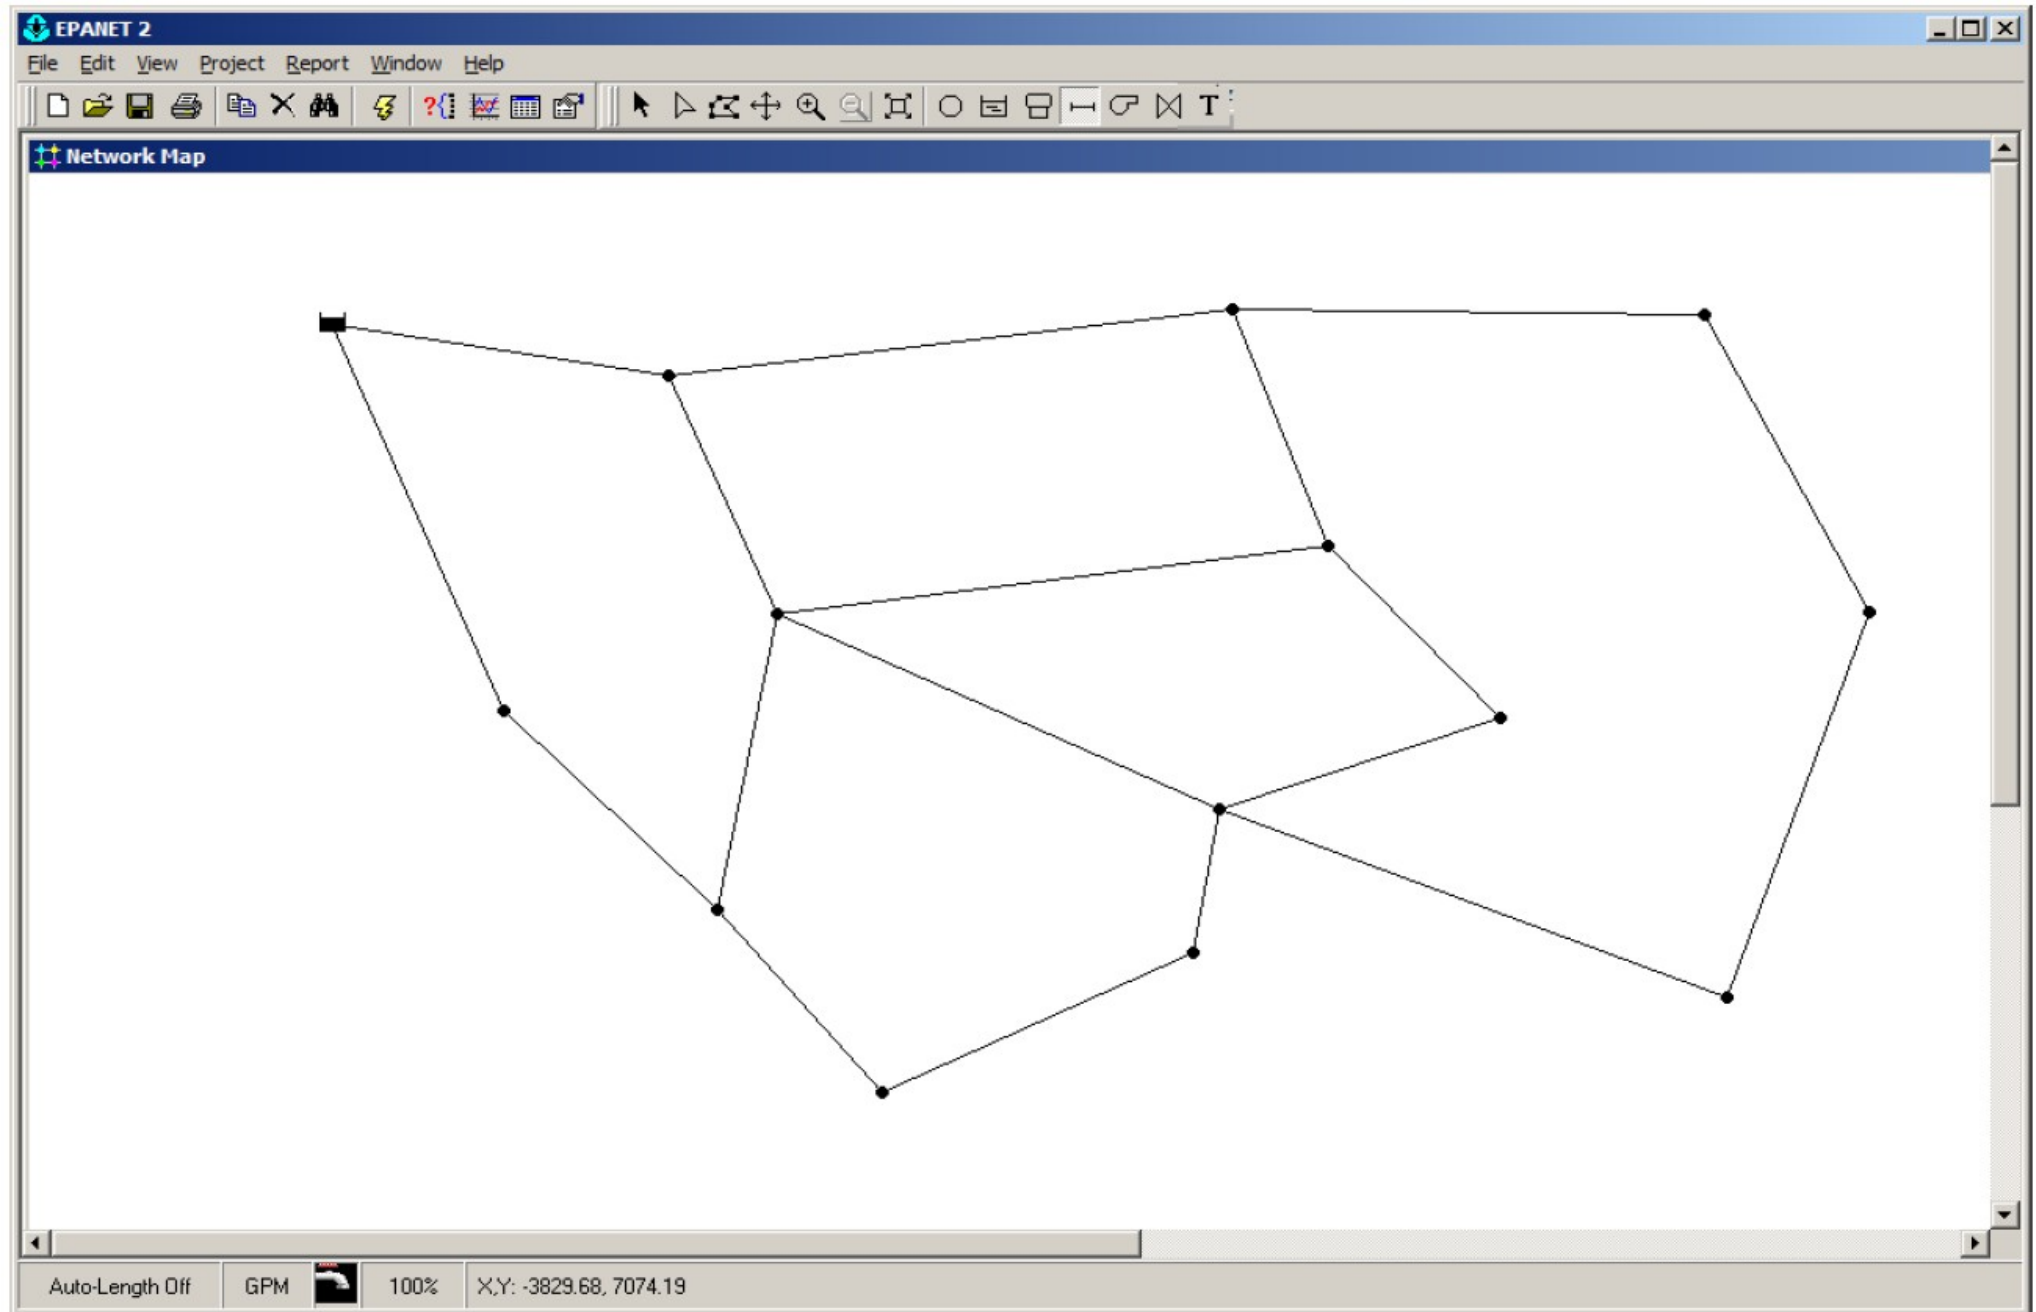 EPANET 2
File Edit View Project Report Window Help
?{} T
Network Map
Auto-Length Off GPM 100% X,Y: -3829.68, 7074.19